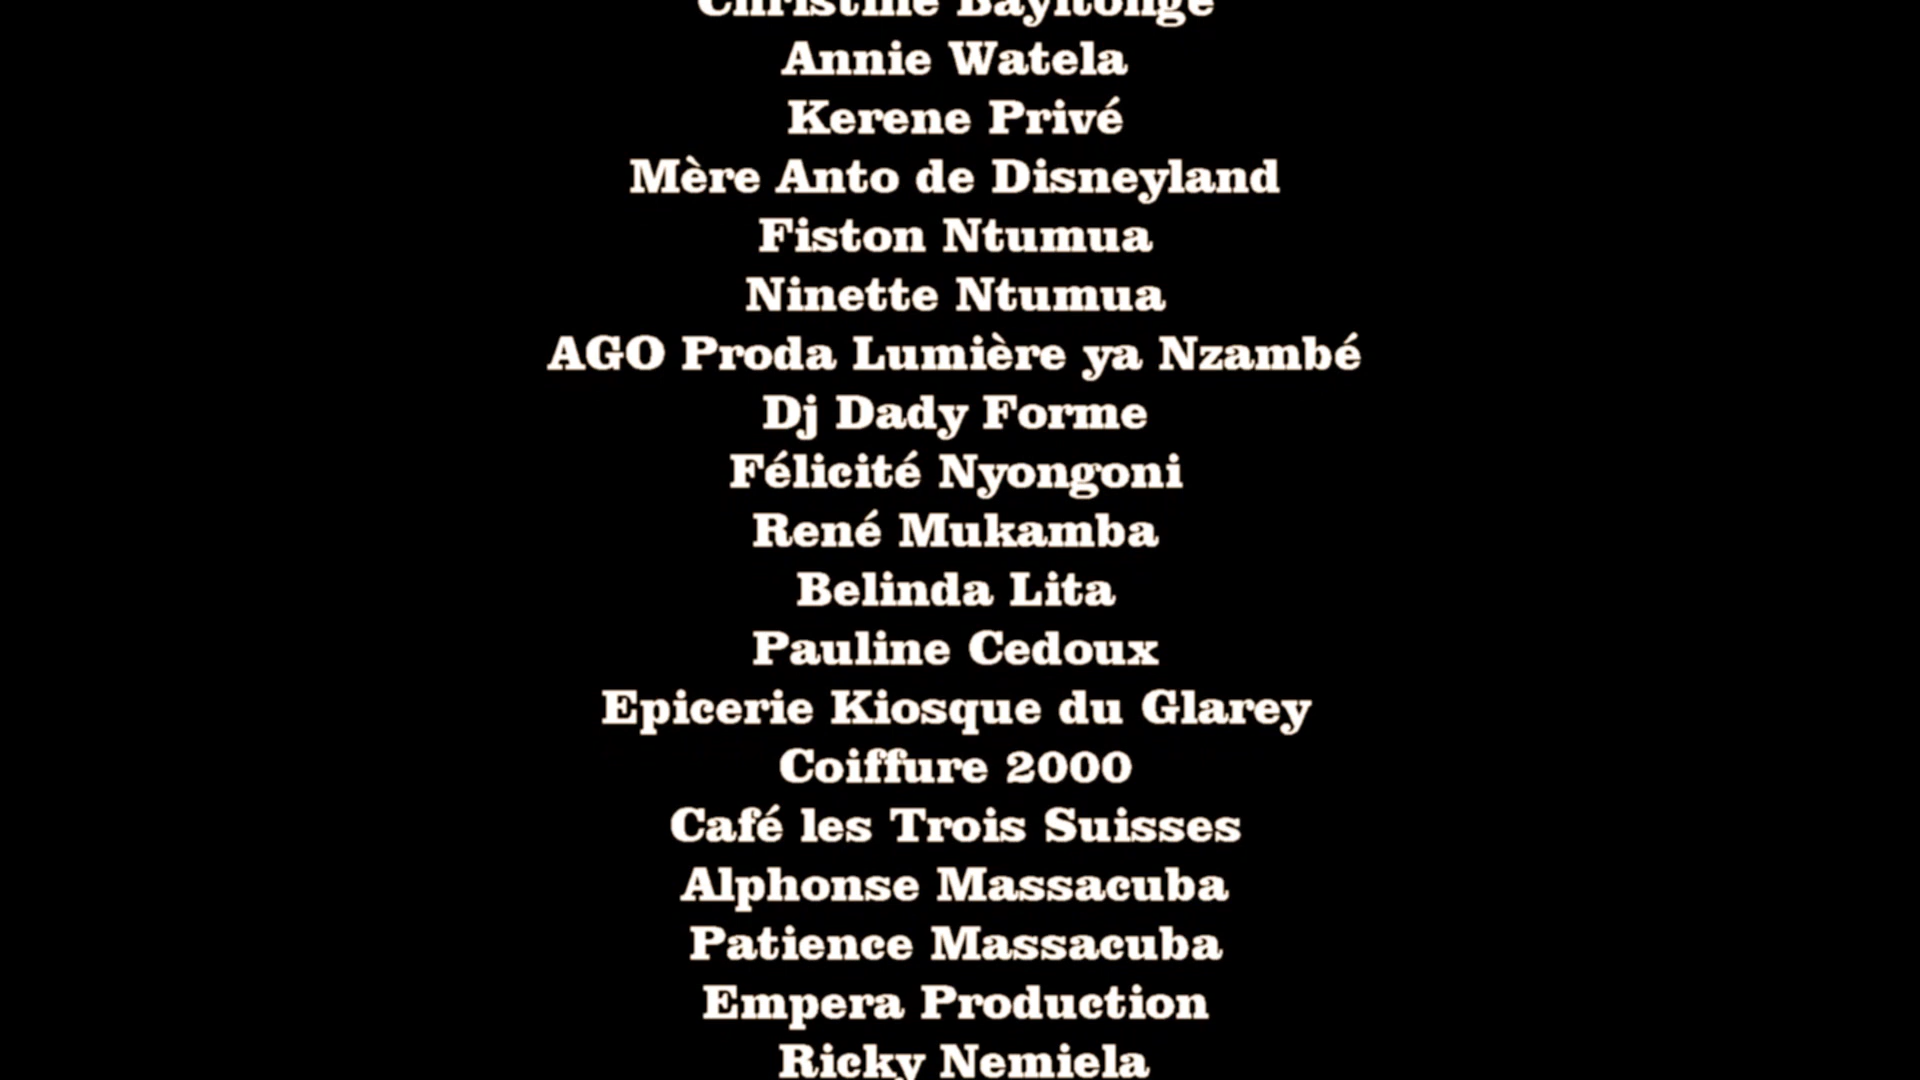 Christine Bayitonge
Annie Watela
Kerene Privé
Mère Anto de Disneyland
Fiston Ntumua
Ninette Ntumua
AGO Proda Lumière ya Nzambé
Dj Dady Forme
Félicité Nyongoni
René Mukamba
Belinda Lita
Pauline Cedoux
Epicerie Kiosque du Glarey
Coiffure 2000
Café les Trois Suisses
Alphonse Massacuba
Patience Massacuba
Empera Production
Ricky Nemiela